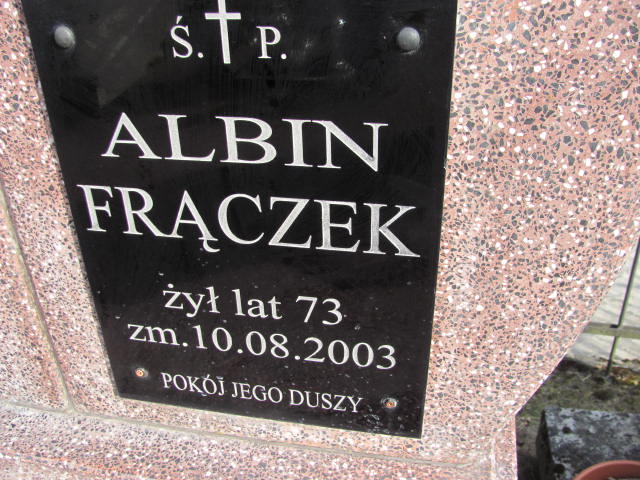 Ś. P.
ALBIN
FRĄCZEK
żył lat 73
zm.10.08.2003
POKÓJ JEGO DUSZY